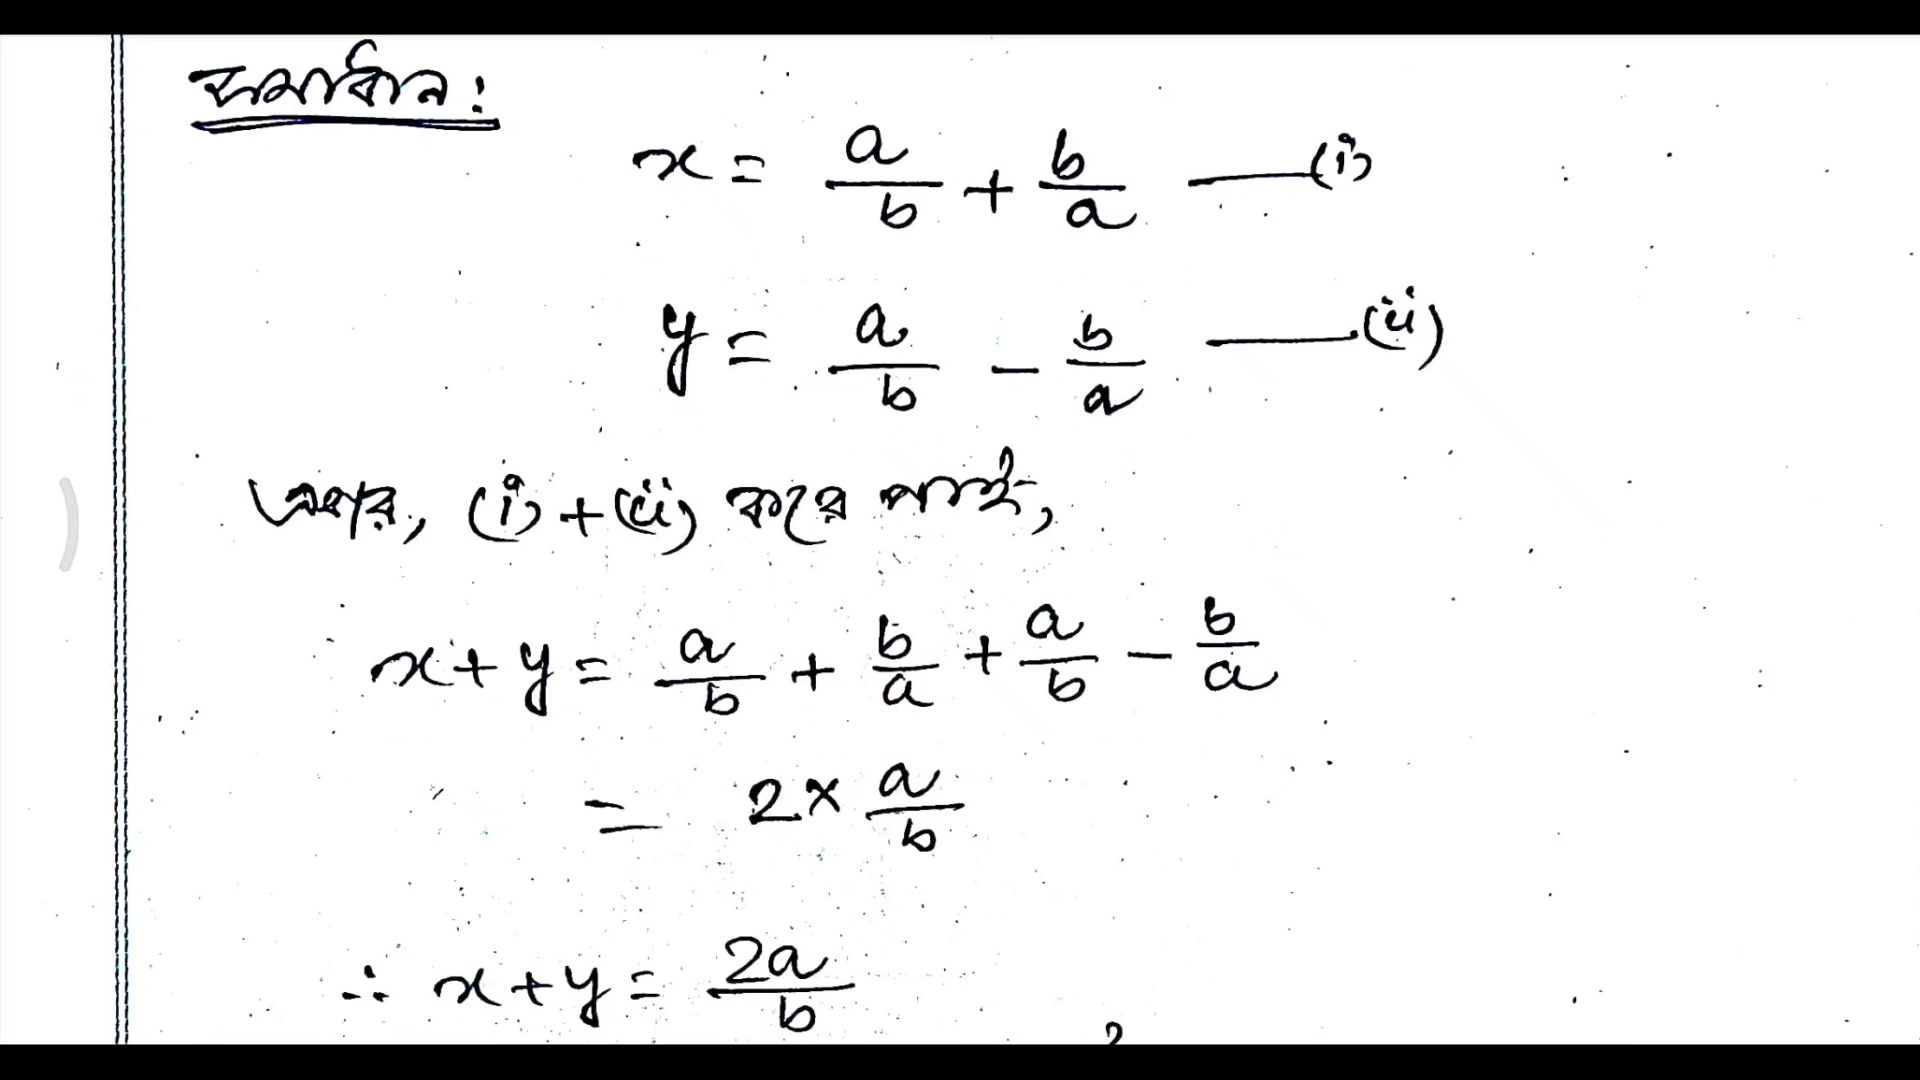 সমাধান:
x = a/b + b/a —— (i)
y = a/b − b/a —— (ii)
এখন, (i) + (ii) করে পাই,
x + y = a/b + b/a + a/b − b/a
= 2 × a/b
∴ x + y = 2a/b